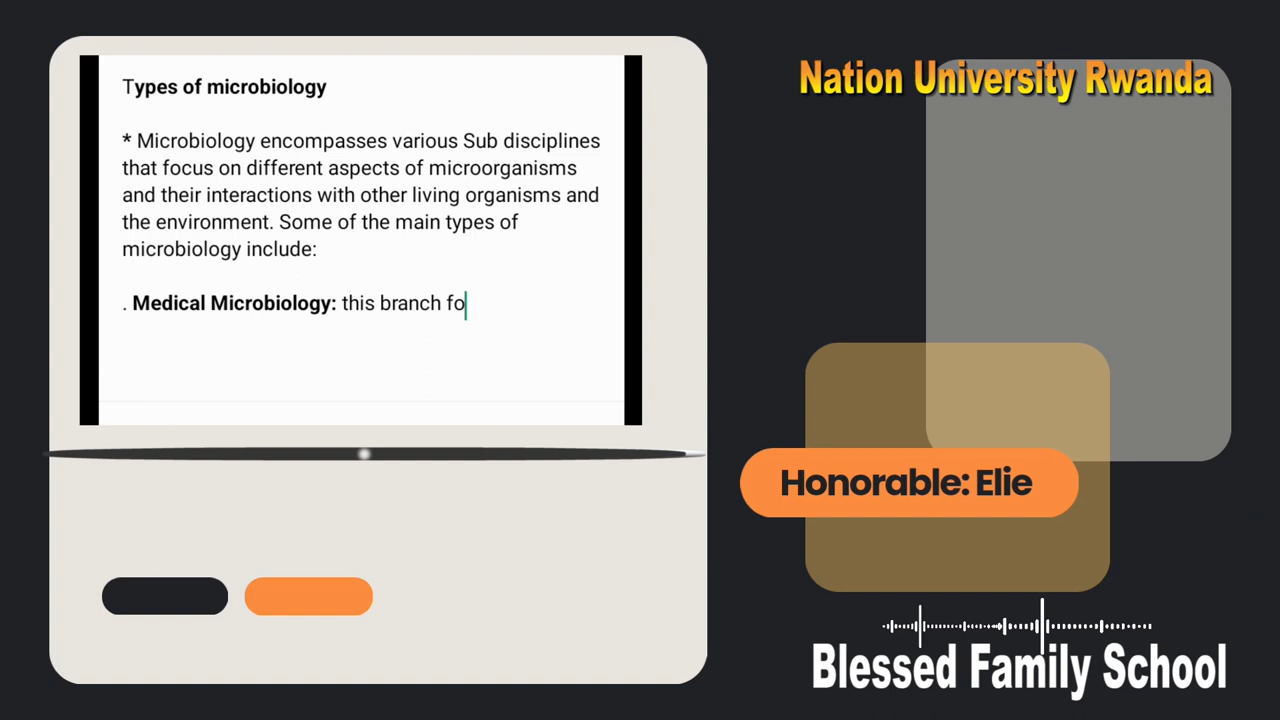 Types of microbiology
* Microbiology encompasses various Sub disciplines
that focus on different aspects of microorganisms
and their interactions with other living organisms and
the environment. Some of the main types of
microbiology include:
. Medical Microbiology: this branch fo
Nation University Rwanda
Honorable: Elie
Blessed Family School